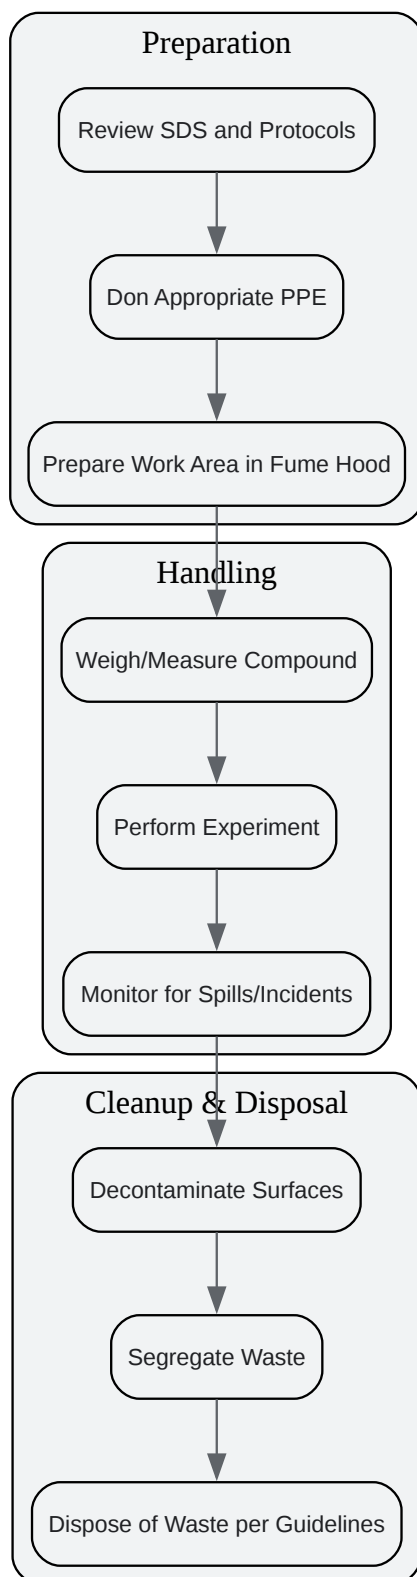 Preparation
Review SDS and Protocols
Don Appropriate PPE
Prepare Work Area in Fume Hood
Handling
Weigh/Measure Compound
Perform Experiment
Monitor for Spills/Incidents
Cleanup & Disposal
Decontaminate Surfaces
Segregate Waste
Dispose of Waste per Guidelines